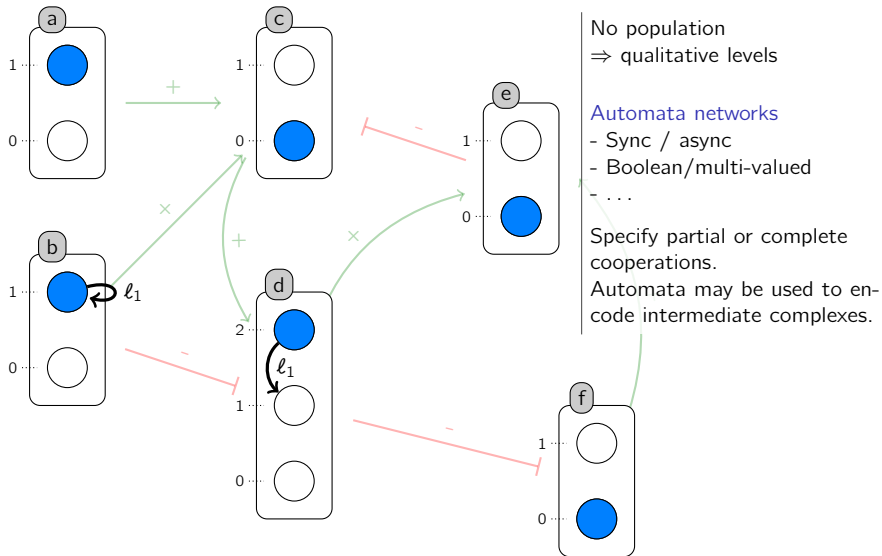 a
1
0
+
c
1
0
-
e
1
0
No population
⇒ qualitative levels
Automata networks
- Sync / async
- Boolean/multi-valued
- . . .
Specify partial or complete
cooperations.
Automata may be used to en-
code intermediate complexes.
b
1
0
ℓ1
×
+
×
-
d
2
1
0
ℓ1
-
f
1
0